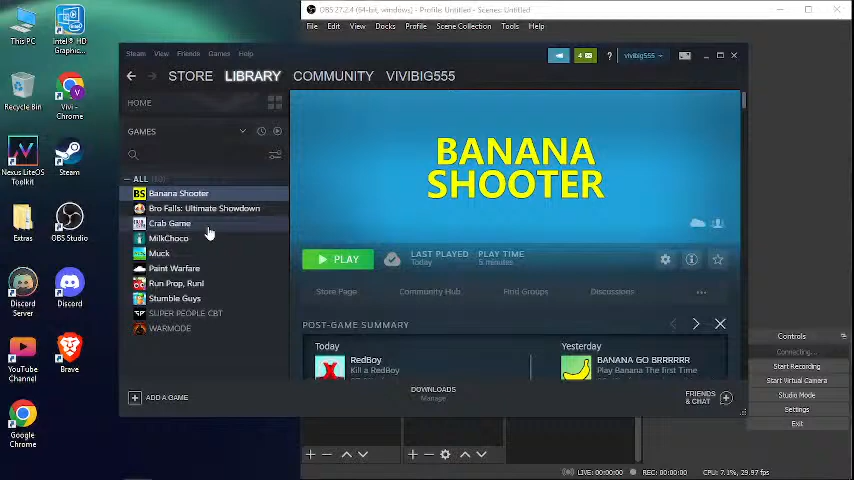 This PC
Intel ® HD
Graphic...
Recycle Bin
Vivi -
Chrome
Nexus LiteOS
Toolkit
Steam
Extras
OBS Studio
Discord
Server
Discord
YouTube
Channel
Brave
Google
Chrome
OBS 27.2.4 (64-bit, windows) - Profile: Untitled - Scenes: Untitled
File Edit View Docks Profile Scene Collection Tools Help
Steam View Friends Games Help
4
?
vivibig555
STORE LIBRARY COMMUNITY VIVIBIG555
HOME
GAMES
ALL
BS Banana Shooter
Bro Falls: Ultimate Showdown
Crab Game
MilkChoco
Muck
Paint Warfare
Run Prop, Run!
Stumble Guys
SUPER PEOPLE CBT
WARMODE
ADD A GAME
BANANA
SHOOTER
PLAY
LAST PLAYED
Today
PLAY TIME
5 minutes
Store Page Community Hub Find Groups Discussions ...
POST-GAME SUMMARY
Today
RedBoy
Kill a RedBoy
Yesterday
BANANA GO BRRRRRR
Play Banana The first Time
DOWNLOADS
Manage
FRIENDS
& CHAT
Controls
Connecting...
Start Recording
Start Virtual Camera
Studio Mode
Settings
Exit
LIVE: 00:00:00 REC: 00:00:00 CPU: 7.1%, 29.97 fps